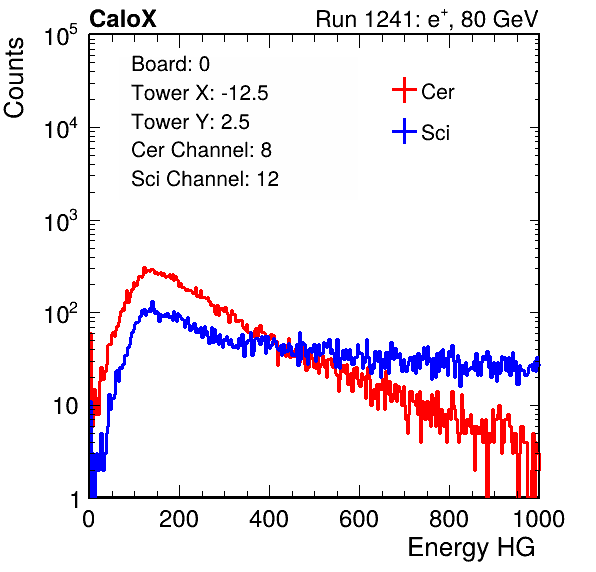 CaloX Run 1241: e⁺, 80 GeV
Counts
Board: 0
Tower X: -12.5
Tower Y: 2.5
Cer Channel: 8
Sci Channel: 12
Cer
Sci
10⁵
10⁴
10³
10²
10
1
0 200 400 600 800 1000
Energy HG